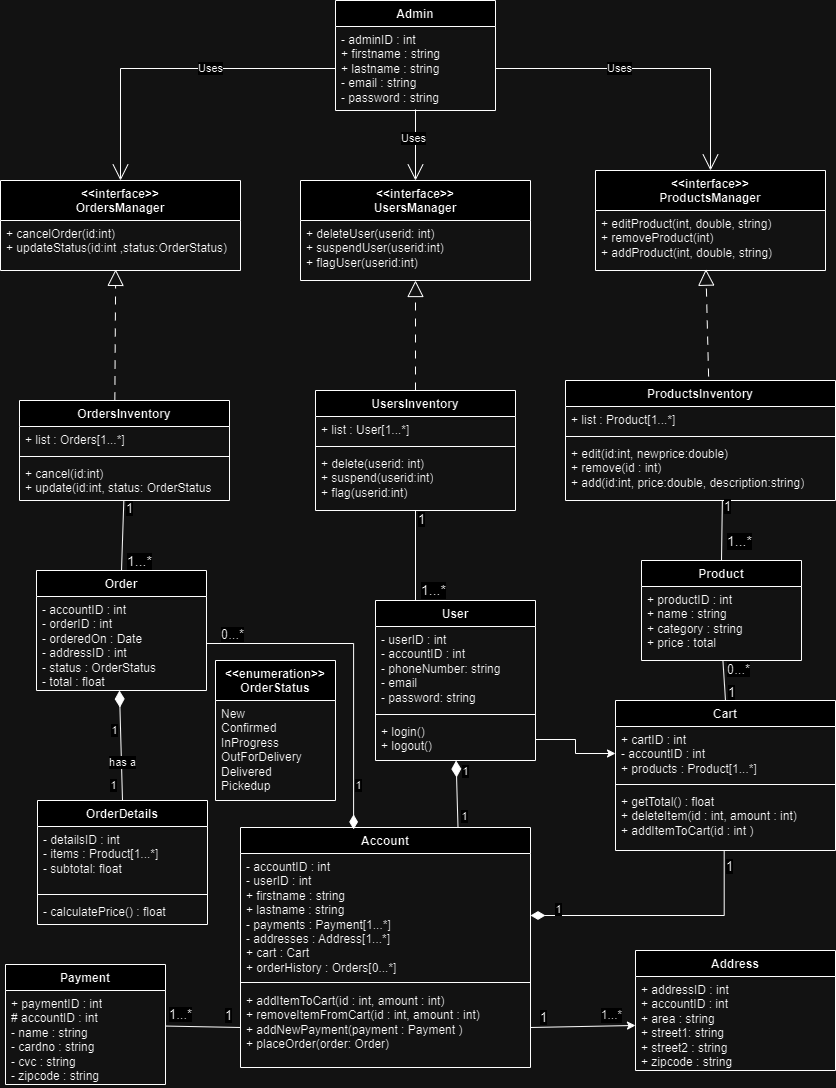 Admin
- adminID : int
+ firstname : string
+ lastname : string
- email : string
- password : string
Uses
Uses
Uses
<<interface>>
OrdersManager
+ cancelOrder(id:int)
+ updateStatus(id:int ,status:OrderStatus)
<<interface>>
UsersManager
+ deleteUser(userid: int)
+ suspendUser(userid:int)
+ flagUser(userid:int)
<<interface>>
ProductsManager
+ editProduct(int, double, string)
+ removeProduct(int)
+ addProduct(int, double, string)
OrdersInventory
+ list : Orders[1...*]
+ cancel(id:int)
+ update(id:int, status: OrderStatus
UsersInventory
+ list : User[1...*]
+ delete(userid: int)
+ suspend(userid:int)
+ flag(userid:int)
ProductsInventory
+ list : Product[1...*]
+ edit(id:int, newprice:double)
+ remove(id : int)
+ add(id:int, price:double, description:string)
1
1...*
1
1...*
1
1...*
Order
- accountID : int
- orderID : int
- orderedOn : Date
- addressID : int
- status : OrderStatus
- total : float
0...*
<<enumeration>>
OrderStatus
New
Confirmed
InProgress
OutForDelivery
Delivered
Pickedup
1
User
- userID : int
- accountID : int
- phoneNumber: string
- email
- password: string
+ login()
+ logout()
Product
+ productID : int
+ name : string
+ category : string
+ price : total
0...*
1
Cart
+ cartID : int
- accountID : int
+ products : Product[1...*]
+ getTotal() : float
+ deleteItem(id : int, amount : int)
+ addItemToCart(id : int )
1
has a
1
OrderDetails
- detailsID : int
- items : Product[1...*]
- subtotal: float
- calculatePrice() : float
1
1
1
1
Account
- accountID : int
- userID : int
+ firstname : string
+ lastname : string
- payments : Payment[1...*]
- addresses : Address[1...*]
+ cart : Cart
+ orderHistory : Orders[0...*]
+ addItemToCart(id : int, amount : int)
+ removeItemFromCart(id : int, amount : int)
+ addNewPayment(payment : Payment )
+ placeOrder(order: Order)
Payment
+ paymentID : int
# accountID : int
- name : string
- cardno : string
- cvc : string
- zipcode : string
1...*
1
1
1...*
Address
+ addressID : int
+ accountID : int
+ area : string
+ street1: string
+ street2 : string
+ zipcode : string